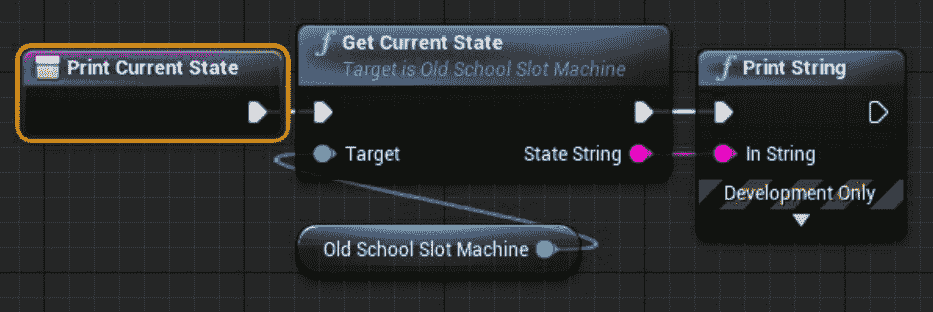 Print Current State
Get Current State
Target is Old School Slot Machine
Print String
Target
State String
In String
Development Only
Old School Slot Machine